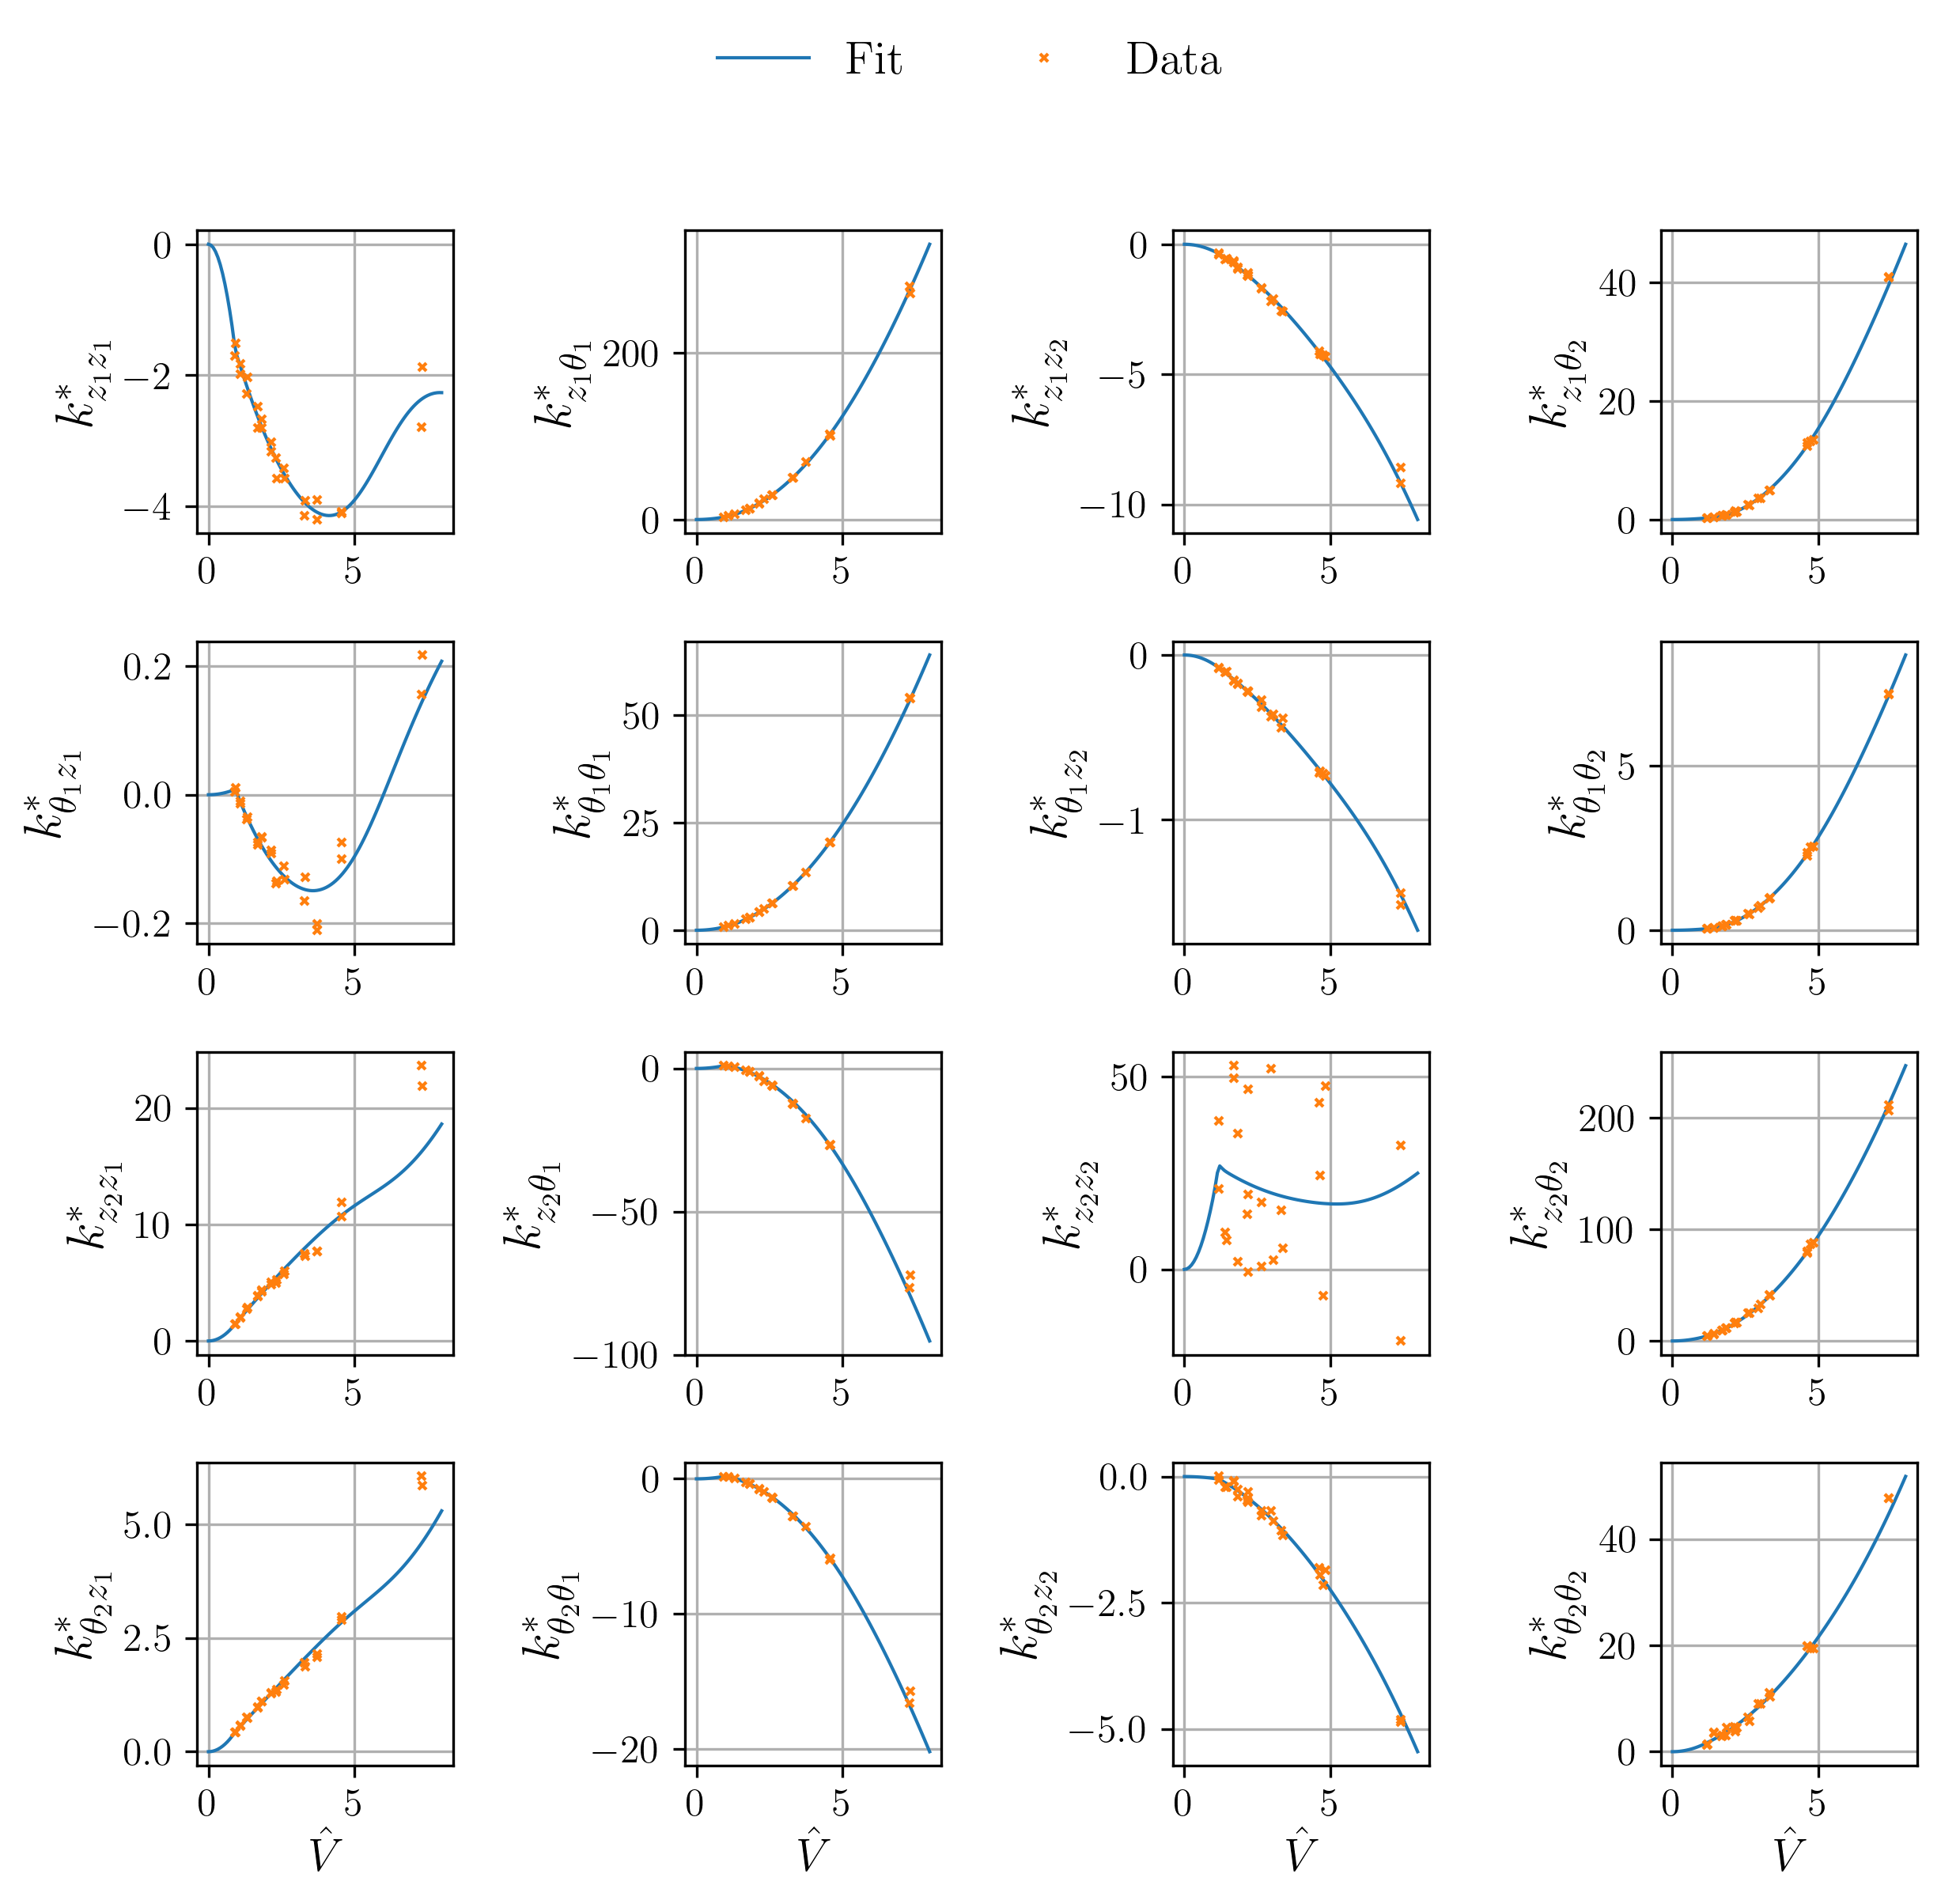 Fit Data
k*z1z1 0 −2 −4 0 5
k*z1θ1 200 0 0 5
k*z1z2 0 −5 −10 0 5
k*z1θ2 40 20 0 0 5
k*θ1z1 0.2 0.0 −0.2 0 5
k*θ1θ1 50 25 0 0 5
k*θ1z2 0 −1 0 5
k*θ1θ2 5 0 0 5
k*z2z1 20 10 0 0 5
k*z2θ1 0 −50 −100 0 5
k*z2z2 50 0 0 5
k*z2θ2 200 100 0 0 5
k*θ2z1 5.0 2.5 0.0 0 5
k*θ2θ1 0 −10 −20 0 5
k*θ2z2 0.0 −2.5 −5.0 0 5
k*θ2θ2 40 20 0 0 5
V̂ V̂ V̂ V̂